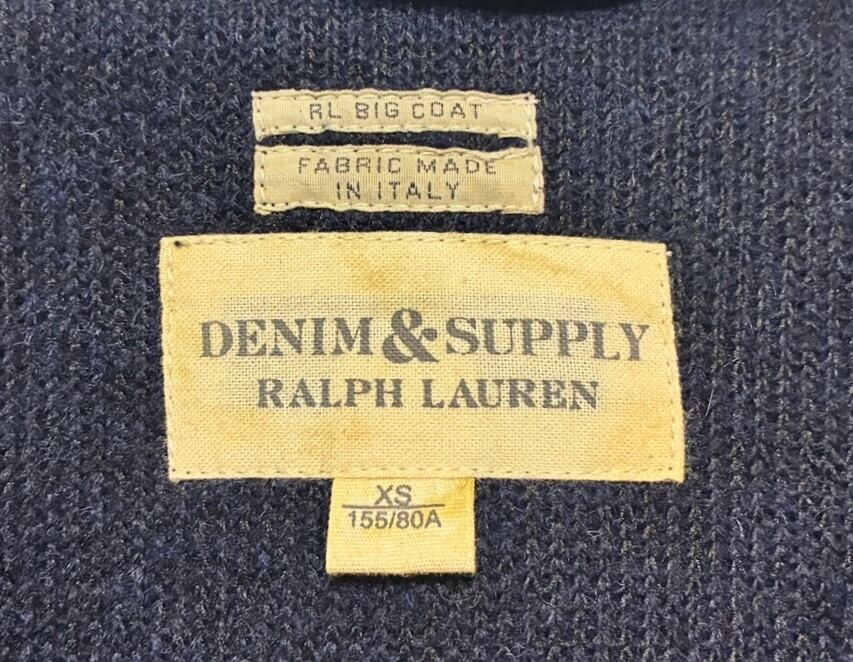 RL BIG COAT
FABRIC MADE
IN ITALY
DENIM & SUPPLY
RALPH LAUREN
XS
155/80A